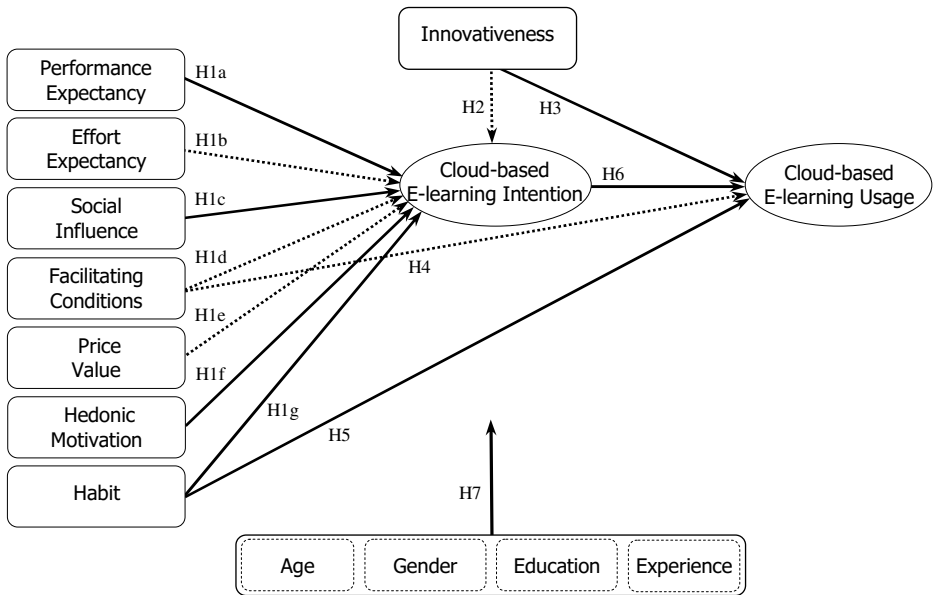 Innovativeness
Performance
Expectancy
H1a
H2
H3
Effort
Expectancy
H1b
Cloud-based
E-learning Intention
H6
Cloud-based
E-learning Usage
Social
Influence
H1c
Facilitating
Conditions
H1d
H4
H1e
Price
Value
H1f
Hedonic
Motivation
H1g
H5
Habit
H7
Age
Gender
Education
Experience